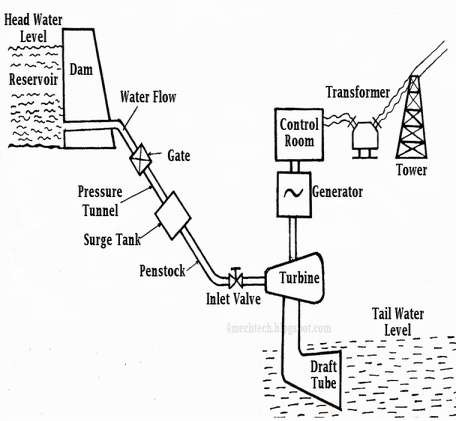 Head Water
Level
Reservoir
Dam
Water Flow
Gate
Pressure
Tunnel
Surge Tank
Penstock
Inlet Valve
Transformer
Control
Room
Tower
Generator
Turbine
4mechtech.blogspot.com
Tail Water
Level
Draft
Tube